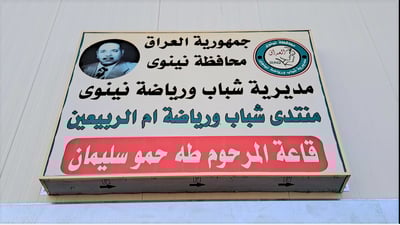 جمهورية العراق
محافظة نينوى
مديرية شباب ورياضة نينوى
منتدى شباب ورياضة ام الربيعين
قاعة المرحوم طه حمو سليمان